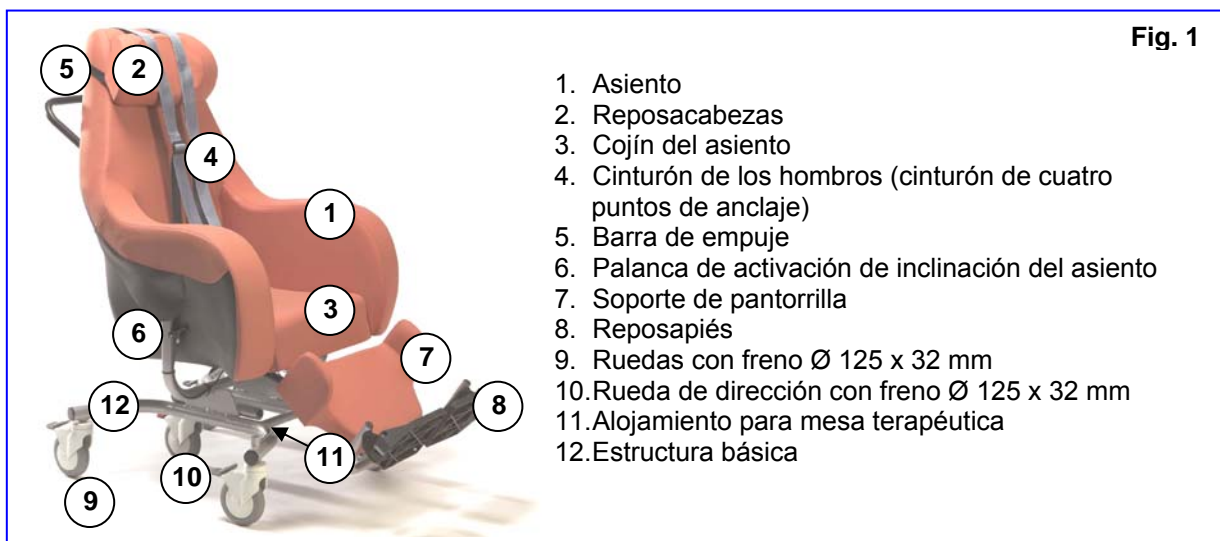 Fig. 1
5
2
4
1
3
6
7
8
12
11
10
9
1. Asiento
2. Reposacabezas
3. Cojín del asiento
4. Cinturón de los hombros (cinturón de cuatro
puntos de anclaje)
5. Barra de empuje
6. Palanca de activación de inclinación del asiento
7. Soporte de pantorrilla
8. Reposapiés
9. Ruedas con freno Ø 125 x 32 mm
10.Rueda de dirección con freno Ø 125 x 32 mm
11.Alojamiento para mesa terapéutica
12.Estructura básica